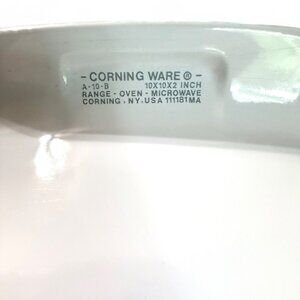 - CORNING WARE ® -
A-10-B 10X10X2 INCH
RANGE - OVEN - MICROWAVE
CORNING, NY, USA 111181MA